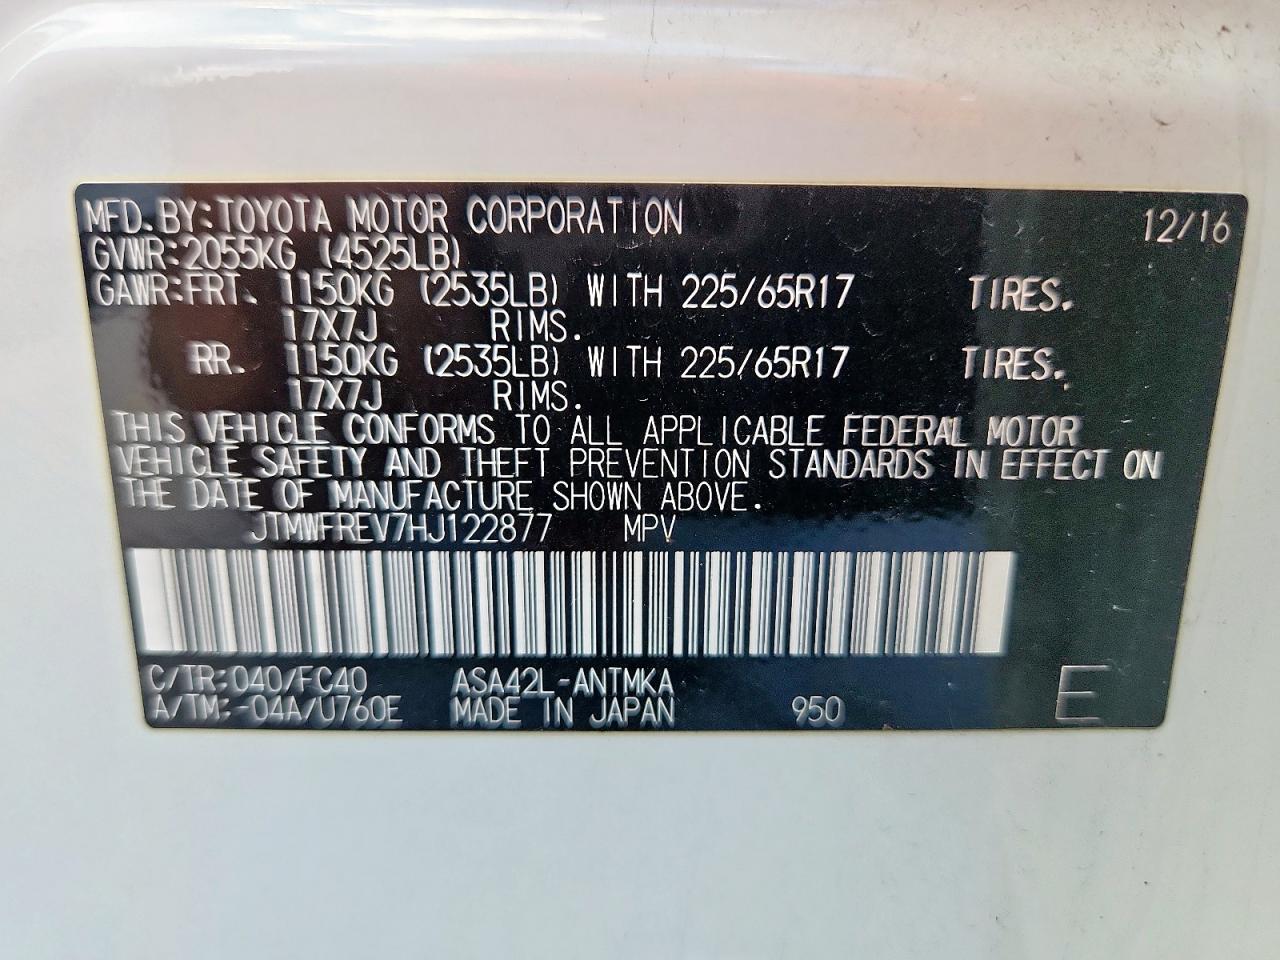 MFD. BY: TOYOTA MOTOR CORPORATION 12/16
GVWR: 2055KG (4525LB)
GAWR: FRT. 1150KG (2535LB) WITH 225/65R17 TIRES.
17X7J RIMS.
RR. 1150KG (2535LB) WITH 225/65R17 TIRES.
17X7J RIMS.
THIS VEHICLE CONFORMS TO ALL APPLICABLE FEDERAL MOTOR
VEHICLE SAFETY AND THEFT PREVENTION STANDARDS IN EFFECT ON
THE DATE OF MANUFACTURE SHOWN ABOVE.
JTMWFREV7HJ122877 MPV
C/TR: 040/FC40 ASA42L-ANTMKA
A/TM: -04A/U760E MADE IN JAPAN 950 E